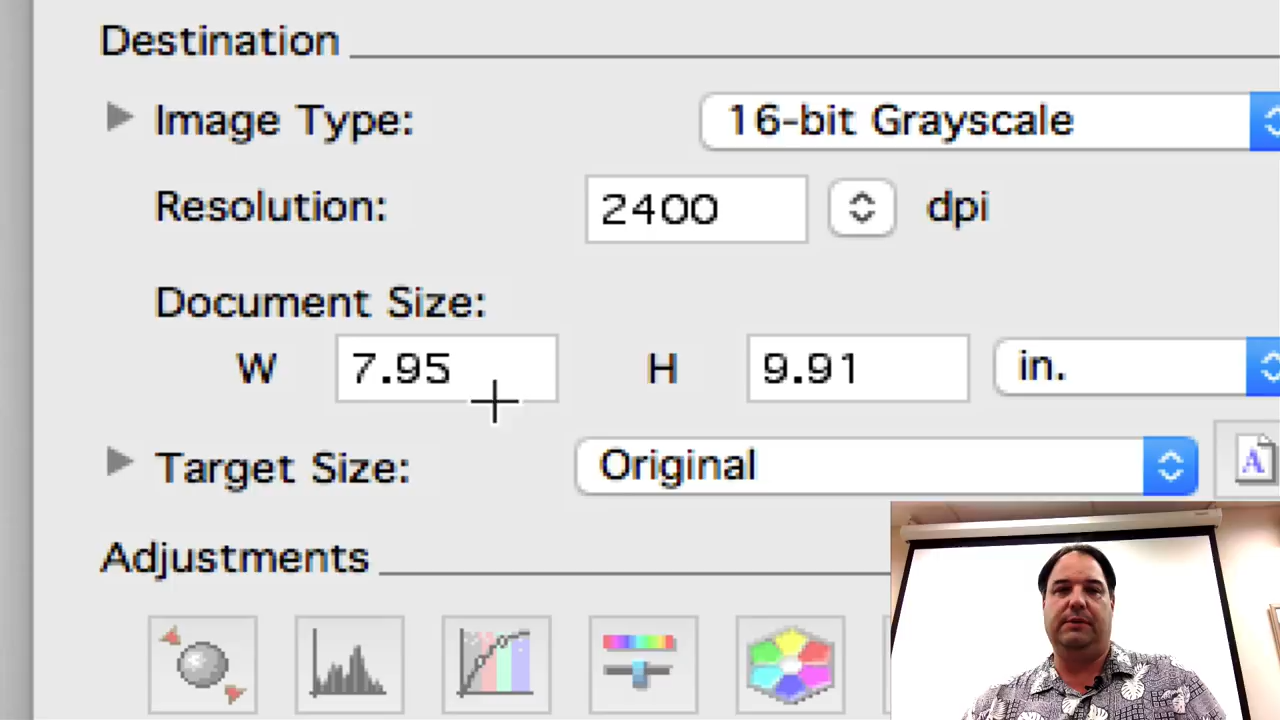 Destination
Image Type: 16-bit Grayscale
Resolution: 2400 dpi
Document Size:
W 7.95 H 9.91 in.
Target Size: Original
A
Adjustments